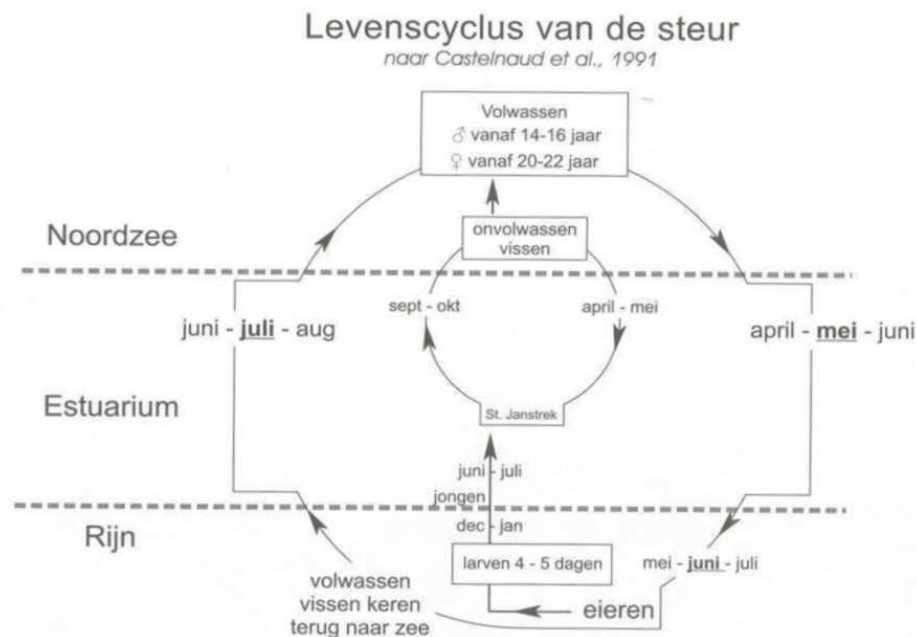 Levenscyclus van de steur
naar Castelnaud et al., 1991
Volwassen
♂ vanaf 14-16 jaar
♀ vanaf 20-22 jaar
Noordzee
onvolwassen
vissen
sept - okt
april - mei
juni - juli - aug
april - mei - juni
Estuarium
St. Janstrek
juni - juli
jongen
dec - jan
Rijn
larven 4 - 5 dagen
mei - juni - juli
volwassen
vissen keren
terug naar zee
eieren